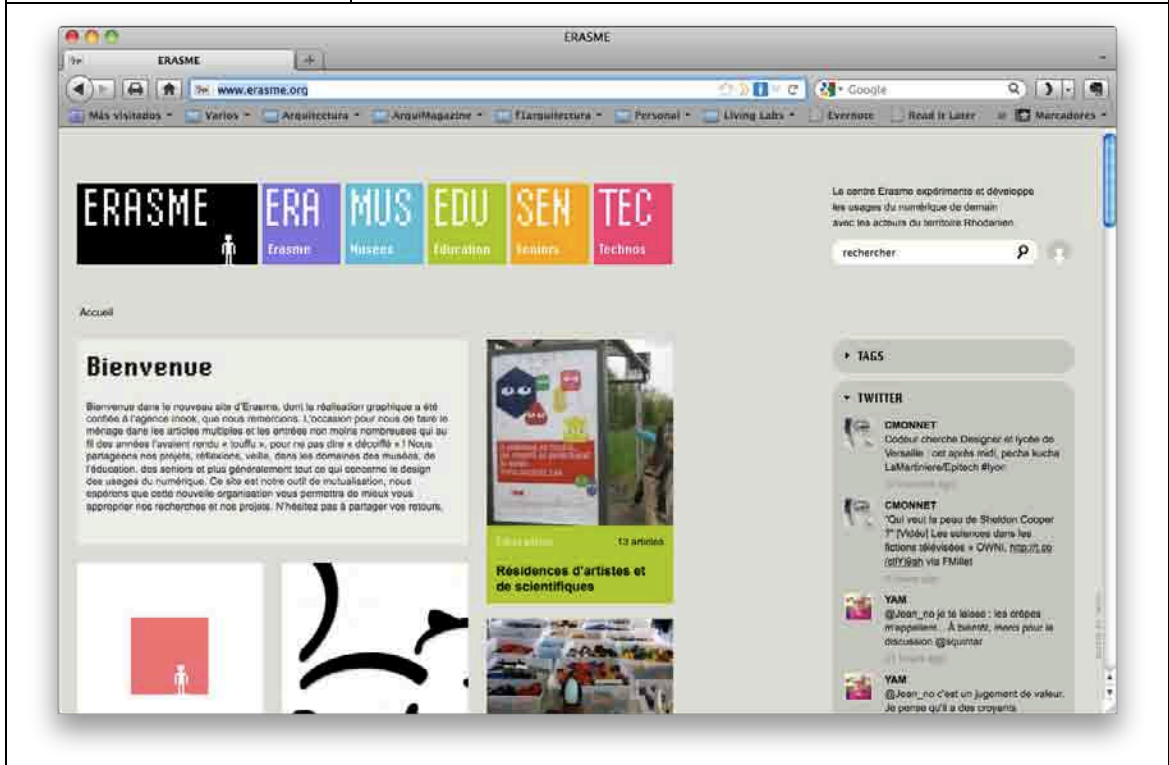 ERASME
ERASME
www.erasme.org
Google
Más visitados
Varios
Arquitectura
ArquiMagazine
Personal
Living Labs
Evernote
Read It Later
Marcadores
ERASME
ERA
Erasme
MUS
Musees
EDU
Education
SEN
Seniors
TEC
Technos
Le centre Erasme expérimente et développe
les usages du numérique de demain
avec les acteurs du territoire Rhodanien
rechercher
Accueil
Bienvenue
Bienvenue dans le nouveau site d'Erasme, dont la réalisation graphique a été
confiée à l'agence inook, que nous remercions. L'occasion pour nous de faire le
ménage dans les articles multiples et les entrées non moins nombreuses qui au
fil des années l'avaient rendu « touffu », pour ne pas dire « décoiffé » ! Nous
partageons nos projets, réflexions, veille, dans les domaines des musées, de
l'éducation, des seniors et plus généralement tout ce qui concerne le design
des usages du numérique. Ce site est notre outil de mutualisation, nous
espérons que cette nouvelle organisation vous permettra de mieux vous
approprier nos recherches et nos projets. N'hésitez pas à partager vos retours.
Education
13 articles
Résidences d'artistes et
de scientifiques
TAGS
TWITTER
CMONNET
Codeur cherche Designer et lycée de
Versaille : cet après midi, pecha kucha
LaMartiniere/Epitech #lyon
CMONNET
"Qui veut la peau de Sheldon Cooper
?" [Vidéo] Les sciences dans les
fictions télévisées » OWNI, http://t.co
via FMillet
YAM
@Jean_no je te laisse : les crêpes
m'appellent... À bientôt, merci pour la
discussion @squintar
YAM
@Jean_no c'est un jugement de valeur.
Je pense qu'il a des croyants